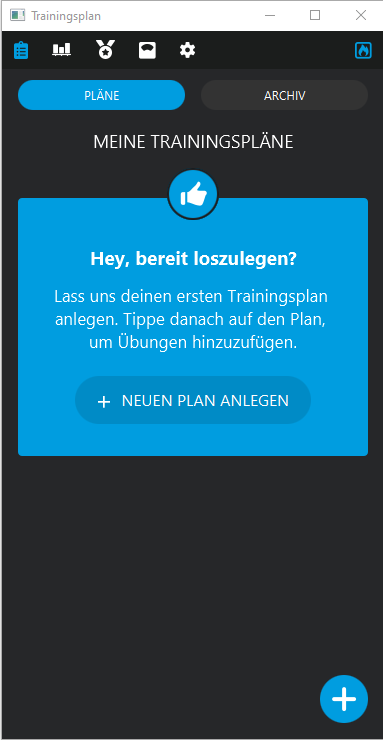 Trainingsplan
PLÄNE
ARCHIV
MEINE TRAININGSPLÄNE
Hey, bereit loszulegen?
Lass uns deinen ersten Trainingsplan
anlegen. Tippe danach auf den Plan,
um Übungen hinzuzufügen.
+ NEUEN PLAN ANLEGEN